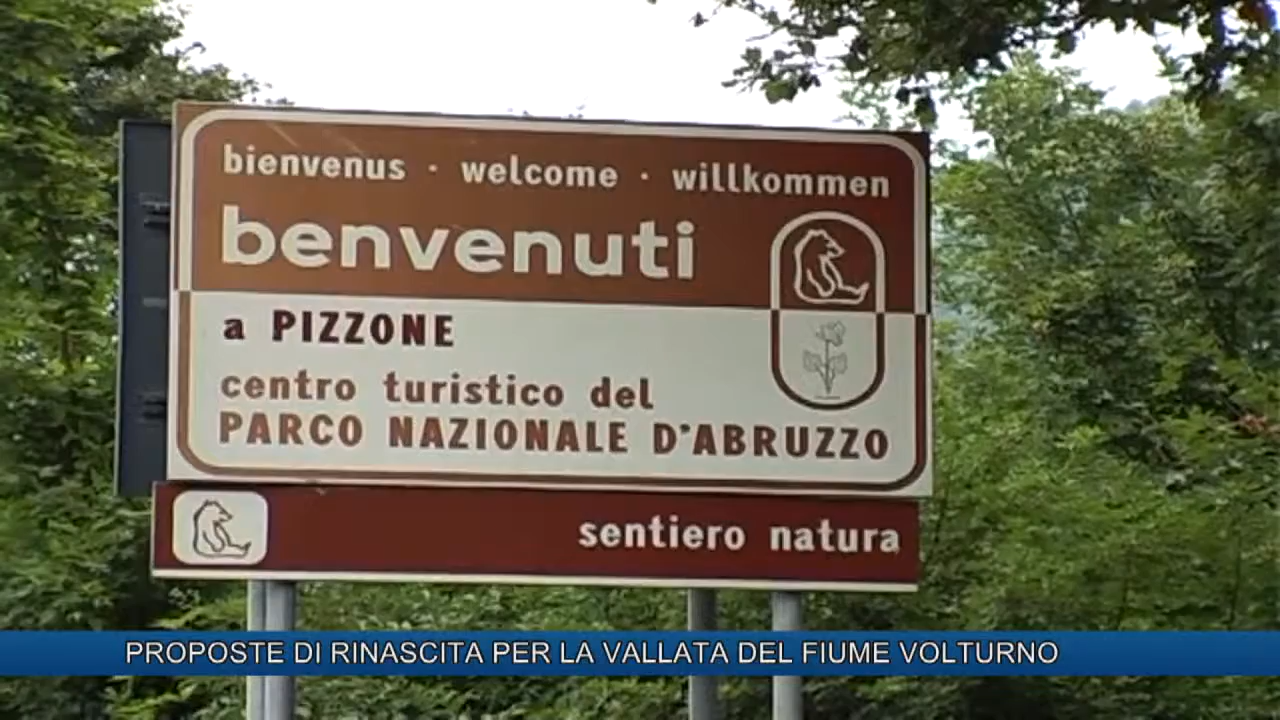 bienvenus · welcome · willkommen
benvenuti
a PIZZONE
centro turistico del
PARCO NAZIONALE D'ABRUZZO
sentiero natura
PROPOSTE DI RINASCITA PER LA VALLATA DEL FIUME VOLTURNO